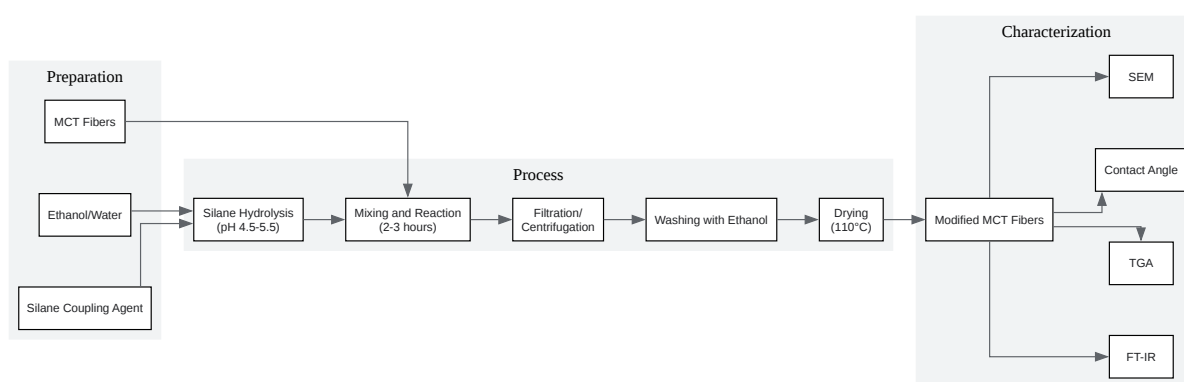 Preparation
MCT Fibers
Ethanol/Water
Silane Coupling Agent
Process
Silane Hydrolysis
(pH 4.5-5.5)
Mixing and Reaction
(2-3 hours)
Filtration/
Centrifugation
Washing with Ethanol
Drying
(110°C)
Characterization
Modified MCT Fibers
SEM
Contact Angle
TGA
FT-IR